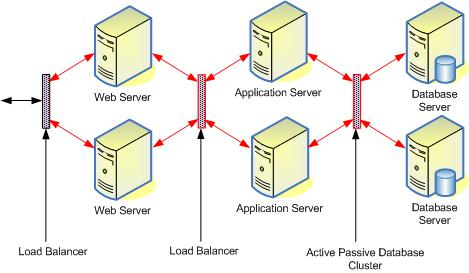 Web Server
Application Server
Database
Server
Web Server
Application Server
Database
Server
Load Balancer
Load Balancer
Active Passive Database
Cluster